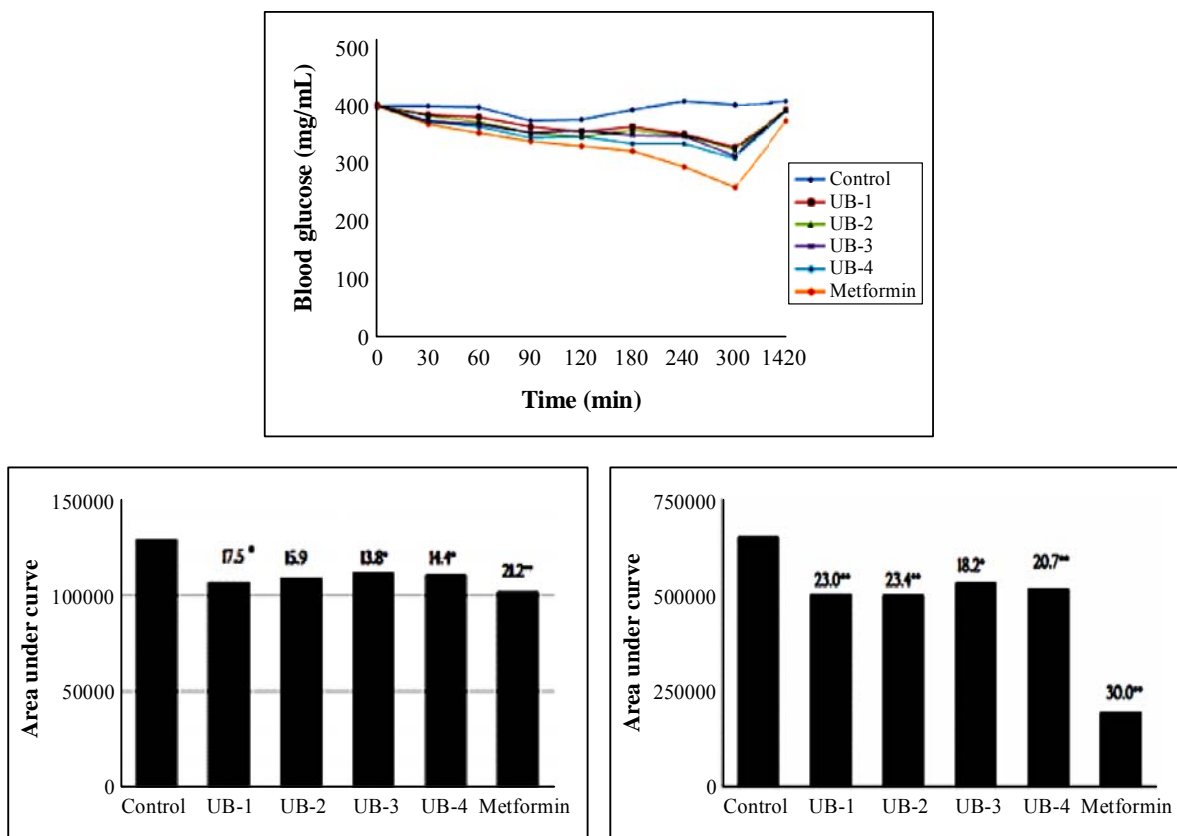 Blood glucose (mg/mL)
500
400
300
200
100
0
0 30 60 90 120 180 240 300 1420
Time (min)
Control
UB-1
UB-2
UB-3
UB-4
Metformin
Area under curve
150000
100000
50000
0
17.5 * 15.9 13.8* 14.4* 21.2**
Control UB-1 UB-2 UB-3 UB-4 Metformin
Area under curve
750000
500000
250000
0
23.0** 23.4** 18.2* 20.7** 30.0**
Control UB-1 UB-2 UB-3 UB-4 Metformin